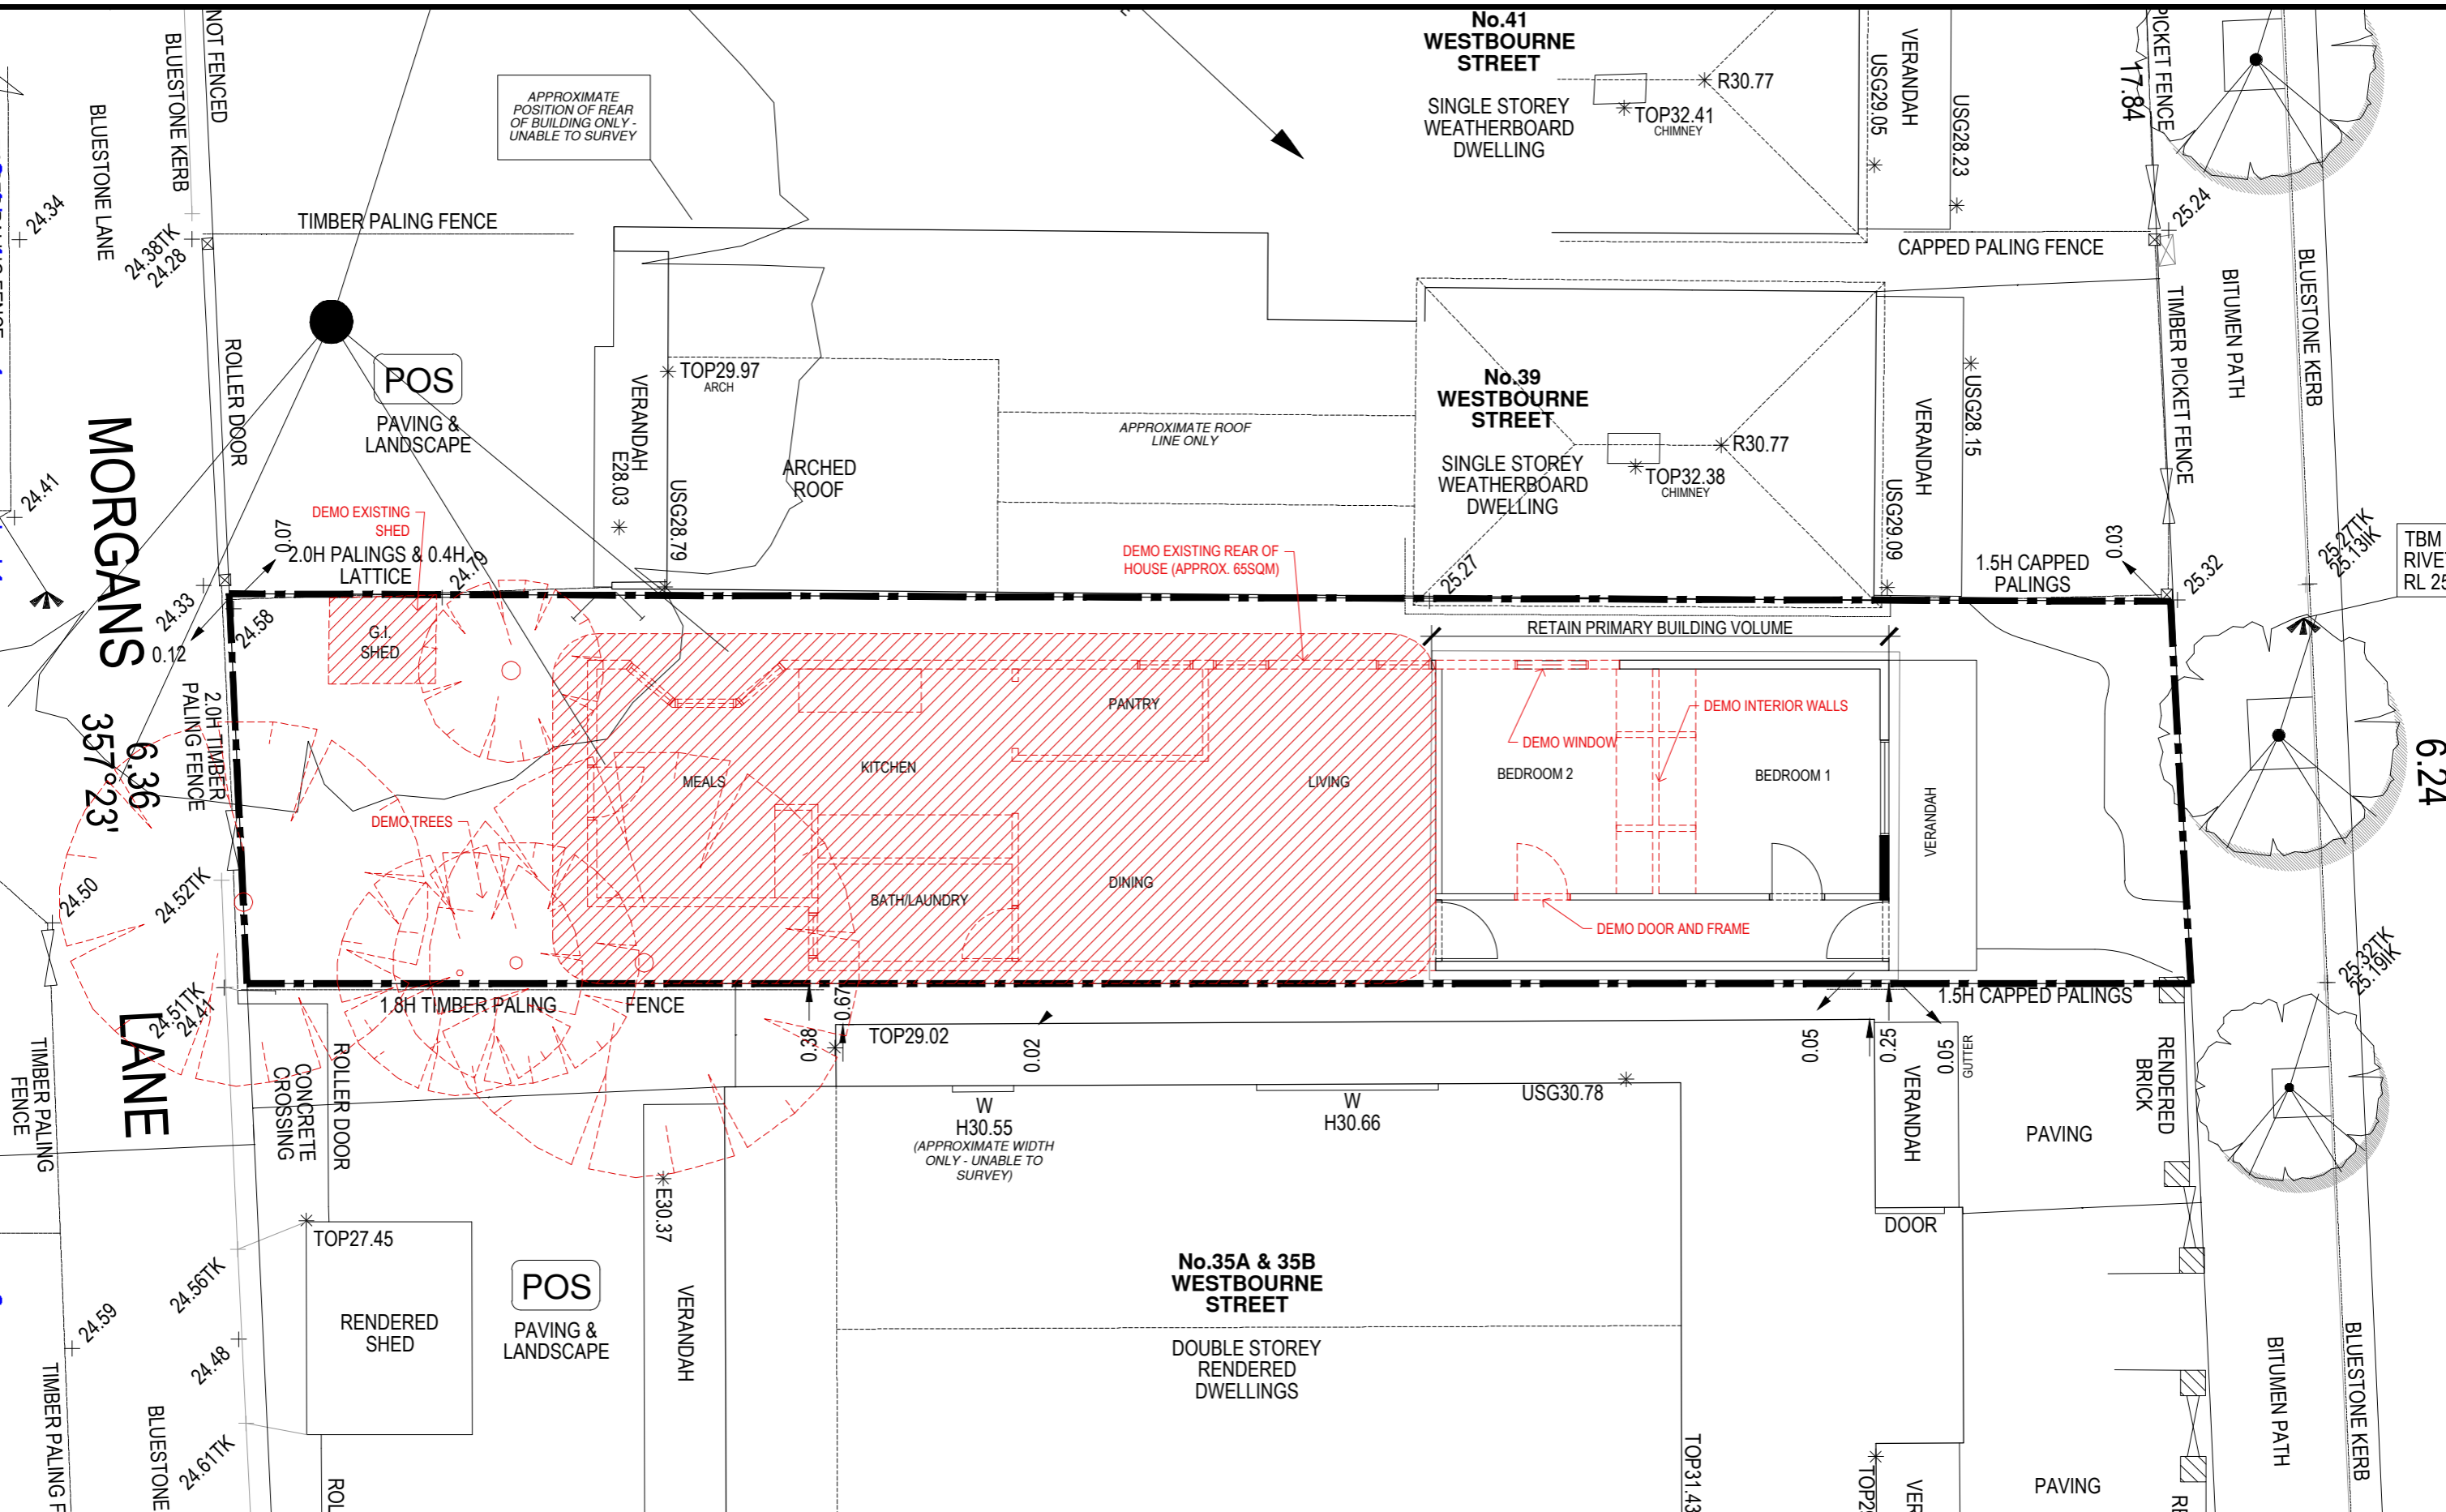 No.41
WESTBOURNE
STREET
SINGLE STOREY
WEATHERBOARD
DWELLING
R30.77
TOP32.41
CHIMNEY
VERANDAH
USG29.05
USG28.23
PICKET FENCE
17.84
NOT FENCED
BLUESTONE KERB
BLUESTONE LANE
APPROXIMATE
POSITION OF REAR
OF BUILDING ONLY -
UNABLE TO SURVEY
24.34
24.38TK
24.28
TIMBER PALING FENCE
25.24
CAPPED PALING FENCE
BITUMEN PATH
BLUESTONE KERB
TIMBER PICKET FENCE
ROLLER DOOR
POS
PAVING &
LANDSCAPE
VERANDAH
E28.03
TOP29.97
ARCH
USG28.79
ARCHED
ROOF
APPROXIMATE ROOF
LINE ONLY
No.39
WESTBOURNE
STREET
SINGLE STOREY
WEATHERBOARD
DWELLING
R30.77
TOP32.38
CHIMNEY
VERANDAH
USG28.15
USG29.09
24.41
MORGANS
LANE
DEMO EXISTING
SHED
0.07
2.0H PALINGS & 0.4H
LATTICE
24.79
DEMO EXISTING REAR OF
HOUSE (APPROX. 65SQM)
25.27
1.5H CAPPED
PALINGS
0.03
25.32
25.27TK
25.13IK
TBM
RIVE
RL 25
24.33
24.58
0.12
G.I.
SHED
RETAIN PRIMARY BUILDING VOLUME
2.0H TIMBER
PALING FENCE
6.36
357°23'
PANTRY
KITCHEN
MEALS
LIVING
DINING
BATH/LAUNDRY
DEMO TREES
DEMO INTERIOR WALLS
DEMO WINDOW
BEDROOM 2
BEDROOM 1
VERANDAH
DEMO DOOR AND FRAME
6.24
24.50
24.52TK
24.51TK
24.41
25.32TK
25.19IK
1.8H TIMBER PALING
FENCE
1.5H CAPPED PALINGS
0.38
0.67
TOP29.02
0.02
0.05
0.25
0.05
GUTTER
VERANDAH
RENDERED
BRICK
PAVING
TIMBER PALING
FENCE
CONCRETE
CROSSING
ROLLER DOOR
W
H30.55
(APPROXIMATE WIDTH
ONLY - UNABLE TO
SURVEY)
W
H30.66
USG30.78
E30.37
DOOR
TOP27.45
RENDERED
SHED
POS
PAVING &
LANDSCAPE
VERANDAH
No.35A & 35B
WESTBOURNE
STREET
DOUBLE STOREY
RENDERED
DWELLINGS
24.56TK
24.59
24.48
24.61TK
TIMBER PALING F
BLUESTONE
ROL
TOP31.43
TOP2
VER
PAVING
RE
BITUMEN PATH
BLUESTONE KERB